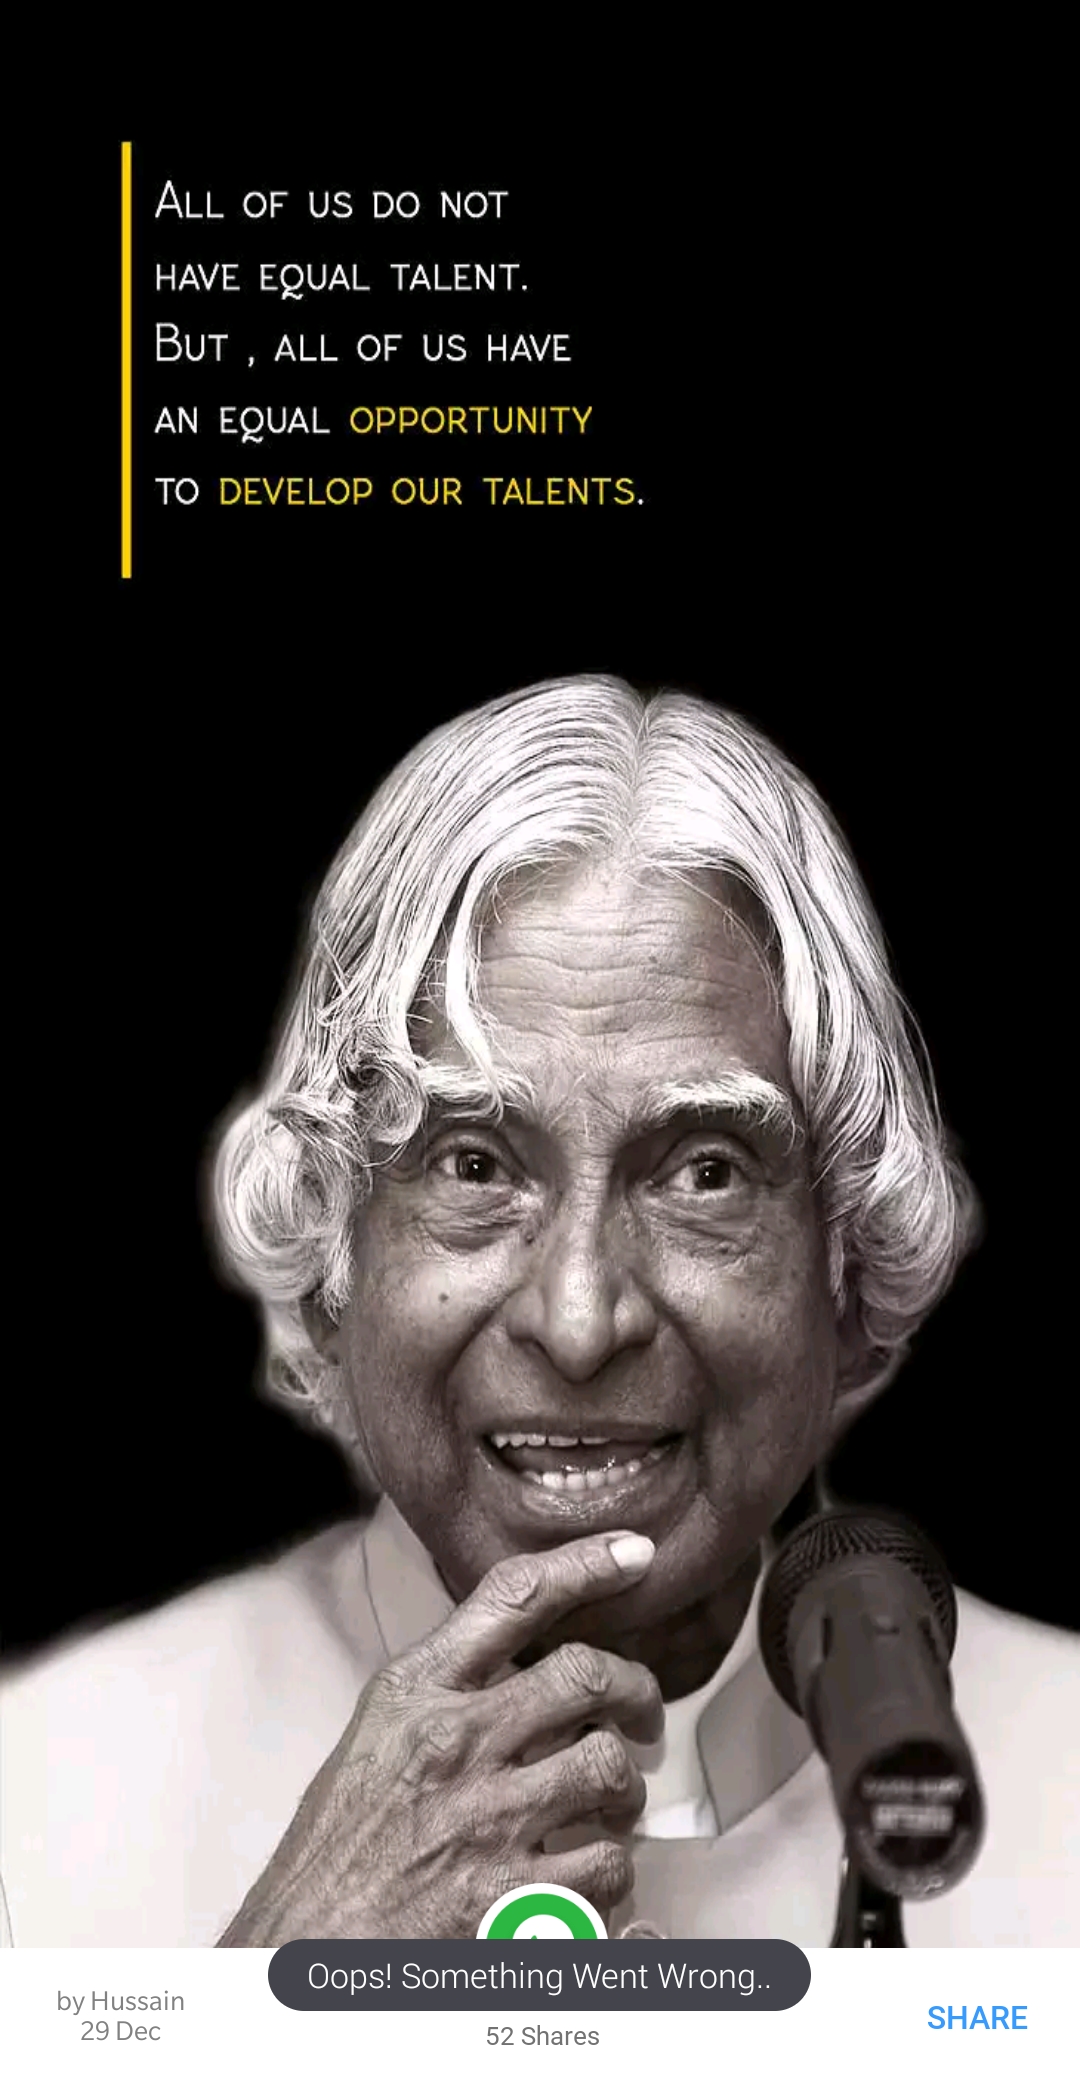 All of us do not
have equal talent.
But , all of us have
an equal opportunity
to develop our talents.
Oops! Something Went Wrong..
by Hussain
29 Dec
52 Shares
SHARE